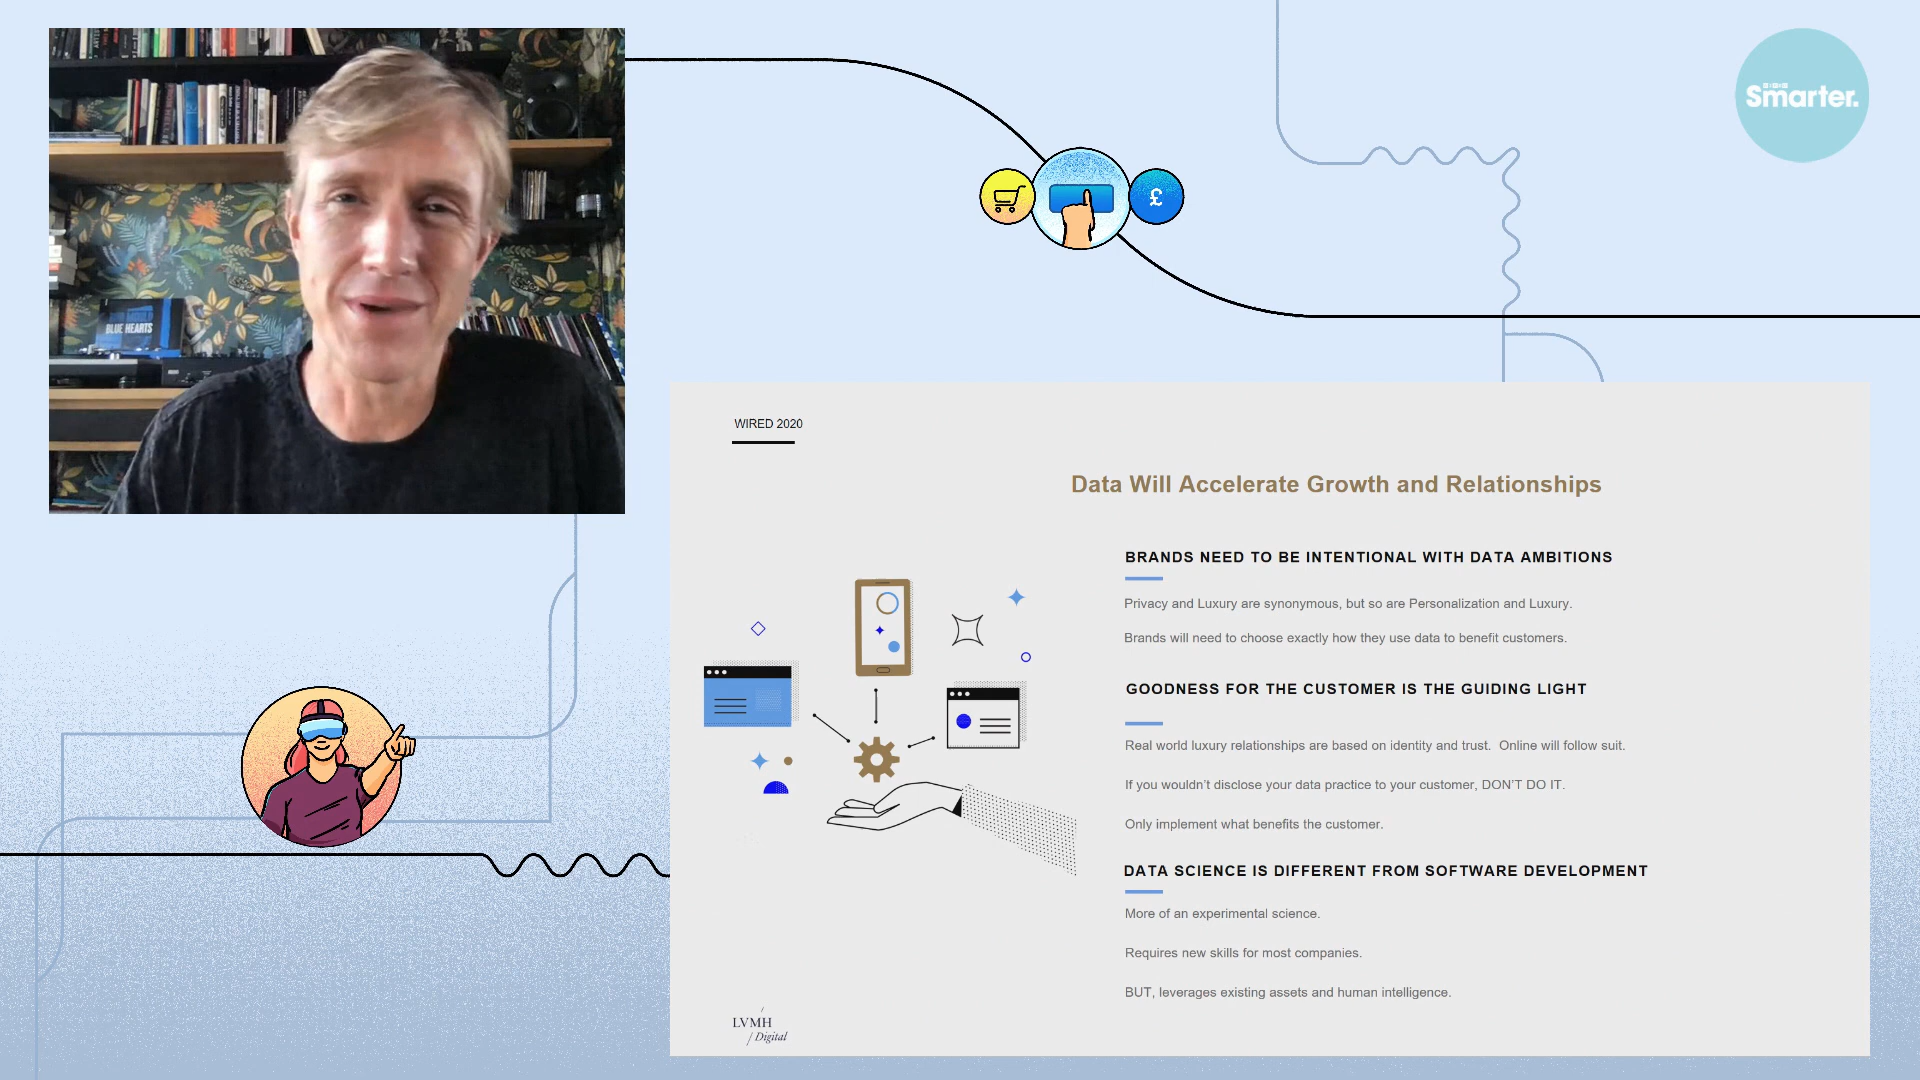 BLUE HEARTS
Smarter.
£
WIRED 2020
Data Will Accelerate Growth and Relationships
BRANDS NEED TO BE INTENTIONAL WITH DATA AMBITIONS
Privacy and Luxury are synonymous, but so are Personalization and Luxury.
Brands will need to choose exactly how they use data to benefit customers.
GOODNESS FOR THE CUSTOMER IS THE GUIDING LIGHT
Real world luxury relationships are based on identity and trust.  Online will follow suit.
If you wouldn’t disclose your data practice to your customer, DON’T DO IT.
Only implement what benefits the customer.
DATA SCIENCE IS DIFFERENT FROM SOFTWARE DEVELOPMENT
More of an experimental science.
Requires new skills for most companies.
BUT, leverages existing assets and human intelligence.
LVMH
/ Digital